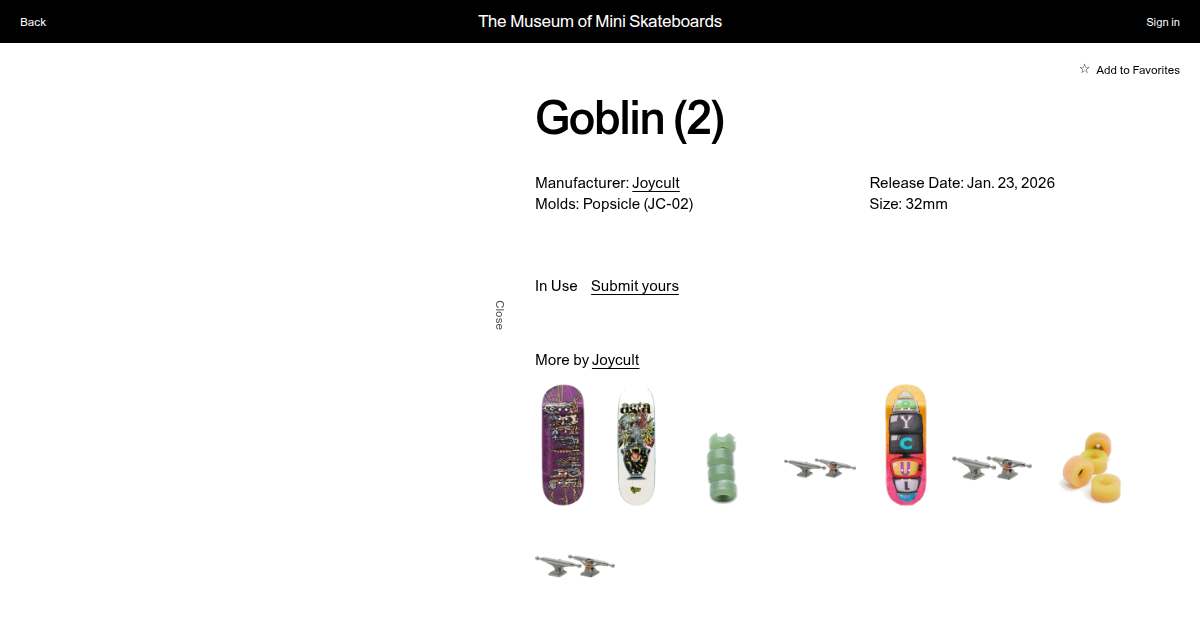 Back
The Museum of Mini Skateboards
Sign in
☆ Add to Favorites
Goblin (2)
Manufacturer: Joycult
Release Date: Jan. 23, 2026
Molds: Popsicle (JC-02)
Size: 32mm
In Use Submit yours
Close
More by Joycult